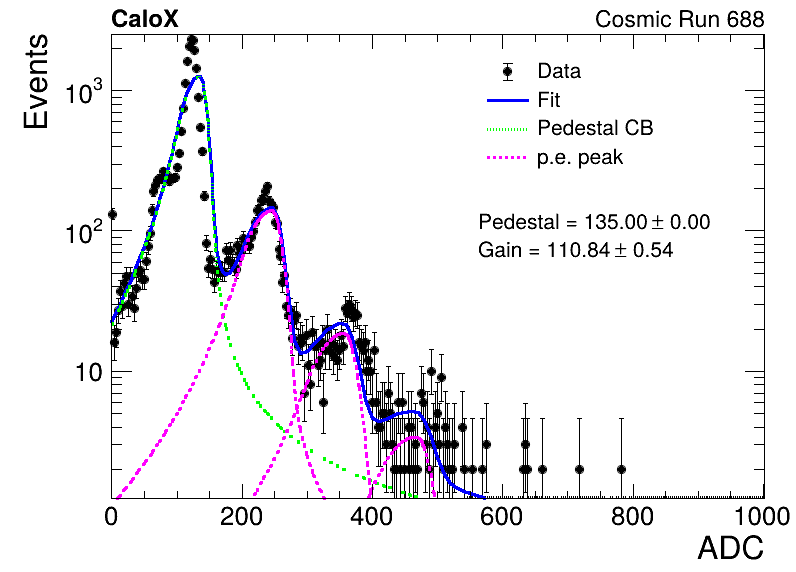 CaloX Cosmic Run 688
Events
10³
10²
10
Data
Fit
Pedestal CB
p.e. peak
Pedestal = 135.00 ± 0.00
Gain = 110.84 ± 0.54
0 200 400 600 800 1000
ADC